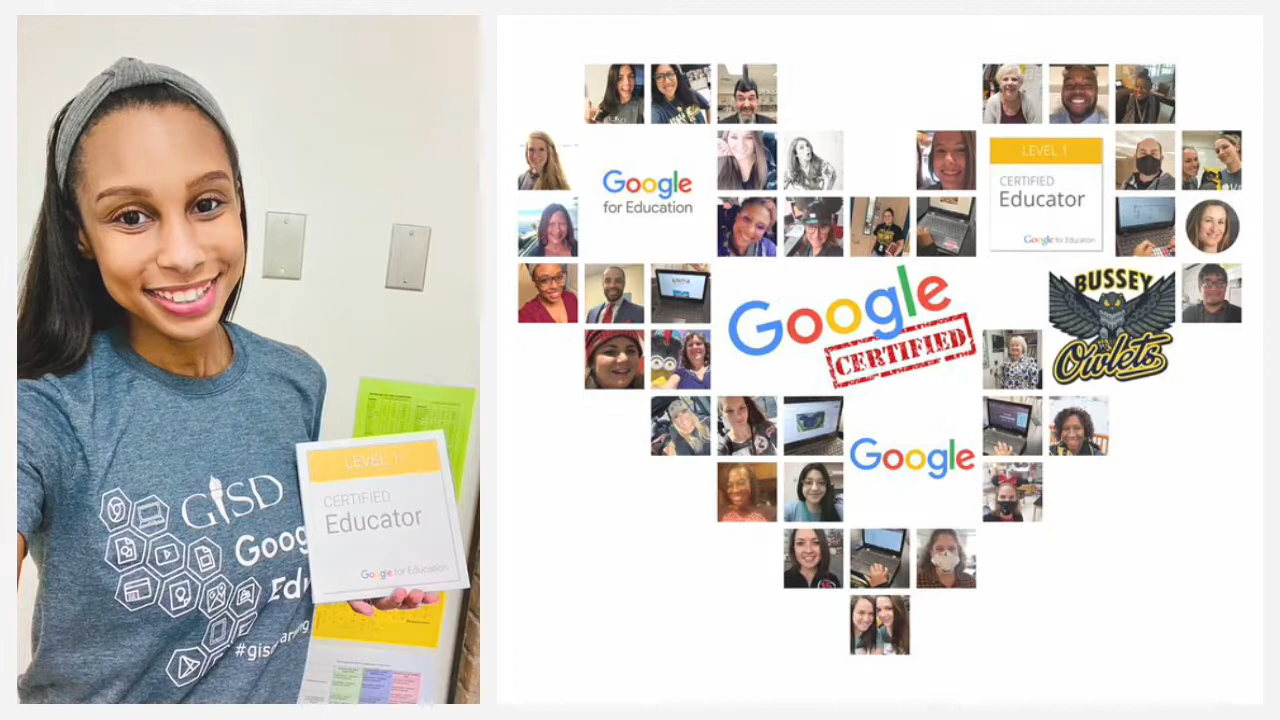 GISD
Goog
Edu
#gis
LEVEL 1
CERTIFIED
Educator
Google for Education
Google
for Education
LEVEL 1
CERTIFIED
Educator
Google for Education
Google
CERTIFIED
BUSSEY
Owlets
Google